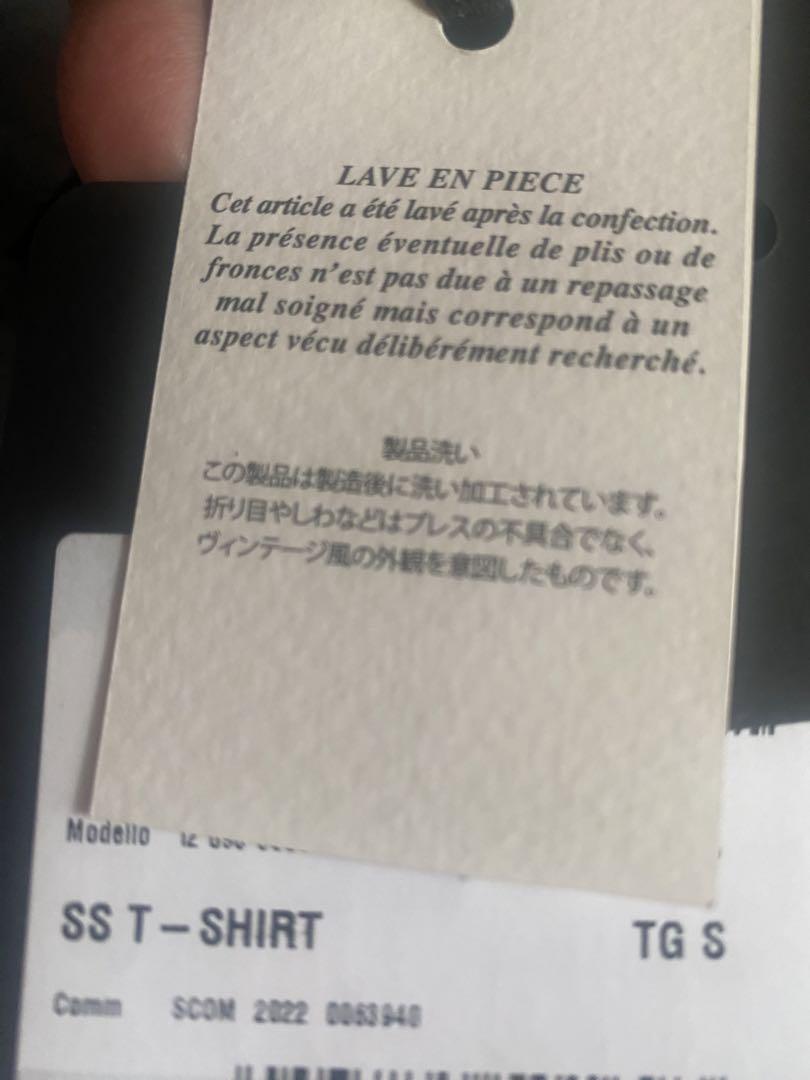 LAVE EN PIECE
Cet article a été lavé après la confection.
La présence éventuelle de plis ou de
fronces n'est pas due à un repassage
mal soigné mais correspond à un
aspect vécu délibérément recherché.
製品洗い
この製品は製造後に洗い加工されています。
折り目やしわなどはプレスの不具合でなく、
ヴィンテージ風の外観を意図したものです。
Modello 12
SS T-SHIRT TG S
Comm SCOM 2022 0063940